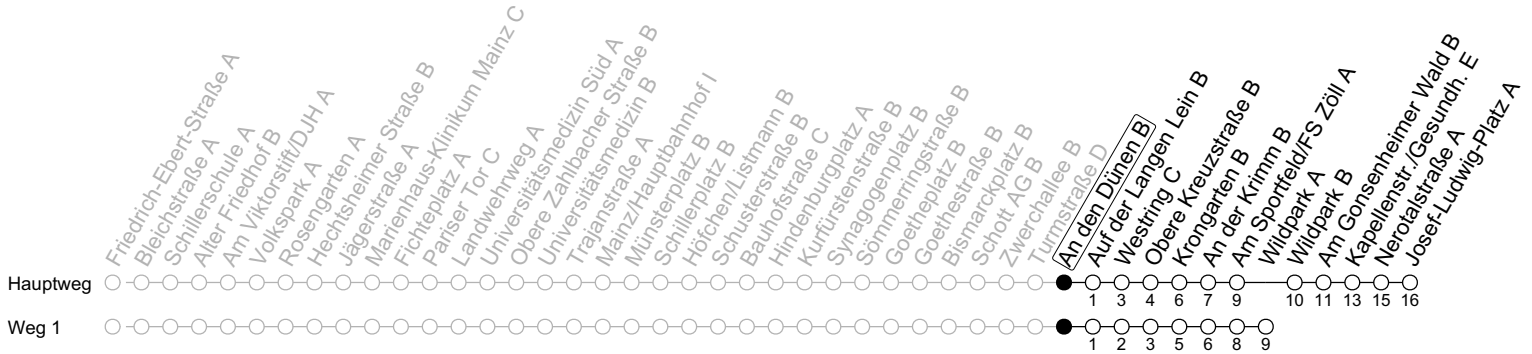 Friedrich-Ebert-Straße A
Bleichstraße A
Schillerschule A
Alter Friedhof B
Am Viktorstift/DJH A
Volkspark A
Rosengarten A
Hechtsheimer Straße B
Jägerstraße A
Marienhaus-Klinikum Mainz C
Fichteplatz A
Pariser Tor C
Landwehrweg A
Universitätsmedizin Süd A
Obere Zahlbacher Straße B
Universitätsmedizin B
Trajanstraße A
Mainz/Hauptbahnhof I
Münsterplatz B
Schillerplatz B
Höfchen/Listmann B
Schusterstraße B
Bauhofstraße C
Hindenburgplatz A
Kurfürstenstraße B
Synagogenplatz B
Sömmerringstraße B
Goetheplatz B
Goethestraße B
Bismarckplatz B
Schott AG B
Zwerchallee B
Turmstraße D
An den Dünen B
Auf der Langen Lein B
Westring C
Obere Kreuzstraße B
Krongarten B
An der Krimm B
Am Sportfeld/FS Zöll A
Wildpark A
Wildpark B
Am Gonsenheimer Wald B
Kapellenstr./Gesundh. E
Nerotalstraße A
Josef-Ludwig-Platz A
Hauptweg
1 3 4 6 7 9 10 11 13 15 16
Weg 1
1 2 3 5 6 8 9